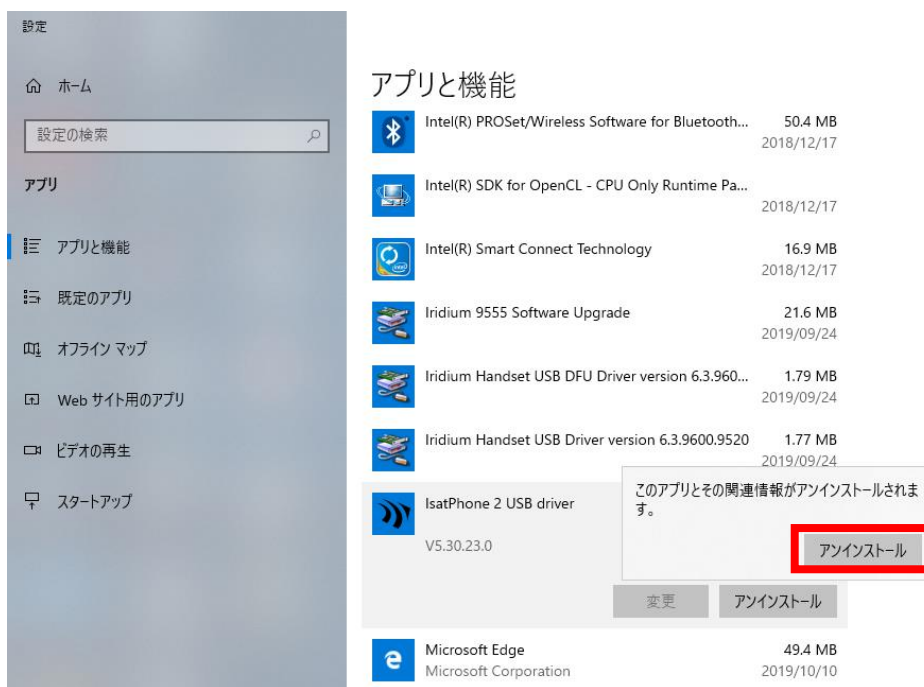 設定
ホーム
設定の検索
アプリ
アプリと機能
既定のアプリ
オフライン マップ
Web サイト用のアプリ
ビデオの再生
スタートアップ
アプリと機能
Intel(R) PROSet/Wireless Software for Bluetooth... 50.4 MB
2018/12/17
Intel(R) SDK for OpenCL - CPU Only Runtime Pa...
2018/12/17
Intel(R) Smart Connect Technology 16.9 MB
2018/12/17
Iridium 9555 Software Upgrade 21.6 MB
2019/09/24
Iridium Handset USB DFU Driver version 6.3.960... 1.79 MB
2019/09/24
Iridium Handset USB Driver version 6.3.9600.9520 1.77 MB
2019/09/24
IsatPhone 2 USB driver
V5.30.23.0
このアプリとその関連情報がアンインストールされま
す。
アンインストール
変更 アンインストール
Microsoft Edge 49.4 MB
Microsoft Corporation 2019/10/10